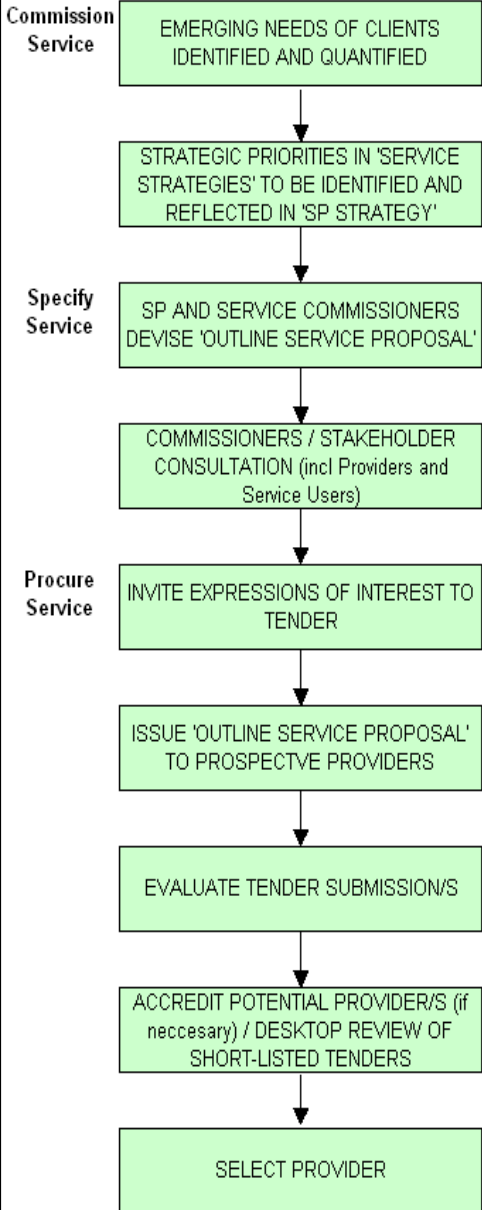 Commission
Service
EMERGING NEEDS OF CLIENTS
IDENTIFIED AND QUANTIFIED
STRATEGIC PRIORITIES IN 'SERVICE
STRATEGIES' TO BE IDENTIFIED AND
REFLECTED IN 'SP STRATEGY'
Specify
Service
SP AND SERVICE COMMISSIONERS
DEVISE 'OUTLINE SERVICE PROPOSAL'
COMMISSIONERS / STAKEHOLDER
CONSULTATION (incl Providers and
Service Users)
Procure
Service
INVITE EXPRESSIONS OF INTEREST TO
TENDER
ISSUE 'OUTLINE SERVICE PROPOSAL'
TO PROSPECTVE PROVIDERS
EVALUATE TENDER SUBMISSION/S
ACCREDIT POTENTIAL PROVIDER/S (if
neccesary) / DESKTOP REVIEW OF
SHORT-LISTED TENDERS
SELECT PROVIDER